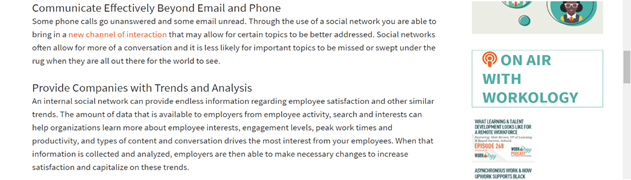 Communicate Effectively Beyond Email and Phone
Some phone calls go unanswered and some email unread. Through the use of a social network you are able to
bring in a new channel of interaction that may allow for certain topics to be better addressed. Social networks
often allow for more of a conversation and it is less likely for important topics to be missed or swept under the
rug when they are all out there for the world to see.
Provide Companies with Trends and Analysis
An internal social network can provide endless information regarding employee satisfaction and other similar
trends. The amount of data that is available to employers from employee activity, search and interests can
help organizations learn more about employee interests, engagement levels, peak work times and
productivity, and types of content and conversation drives the most interest from your employees. When that
information is collected and analyzed, employers are then able to make necessary changes to increase
satisfaction and capitalize on these trends.
ON AIR
WITH
WORKOLOGY
WHAT LEARNING & TALENT
DEVELOPMENT LOOKS LIKE FOR
A REMOTE WORKFORCE
EPISODE 260
PODCAST
ASYNCHRONOUS WORK & HOW
UPWORK SUPPORTS BLACK